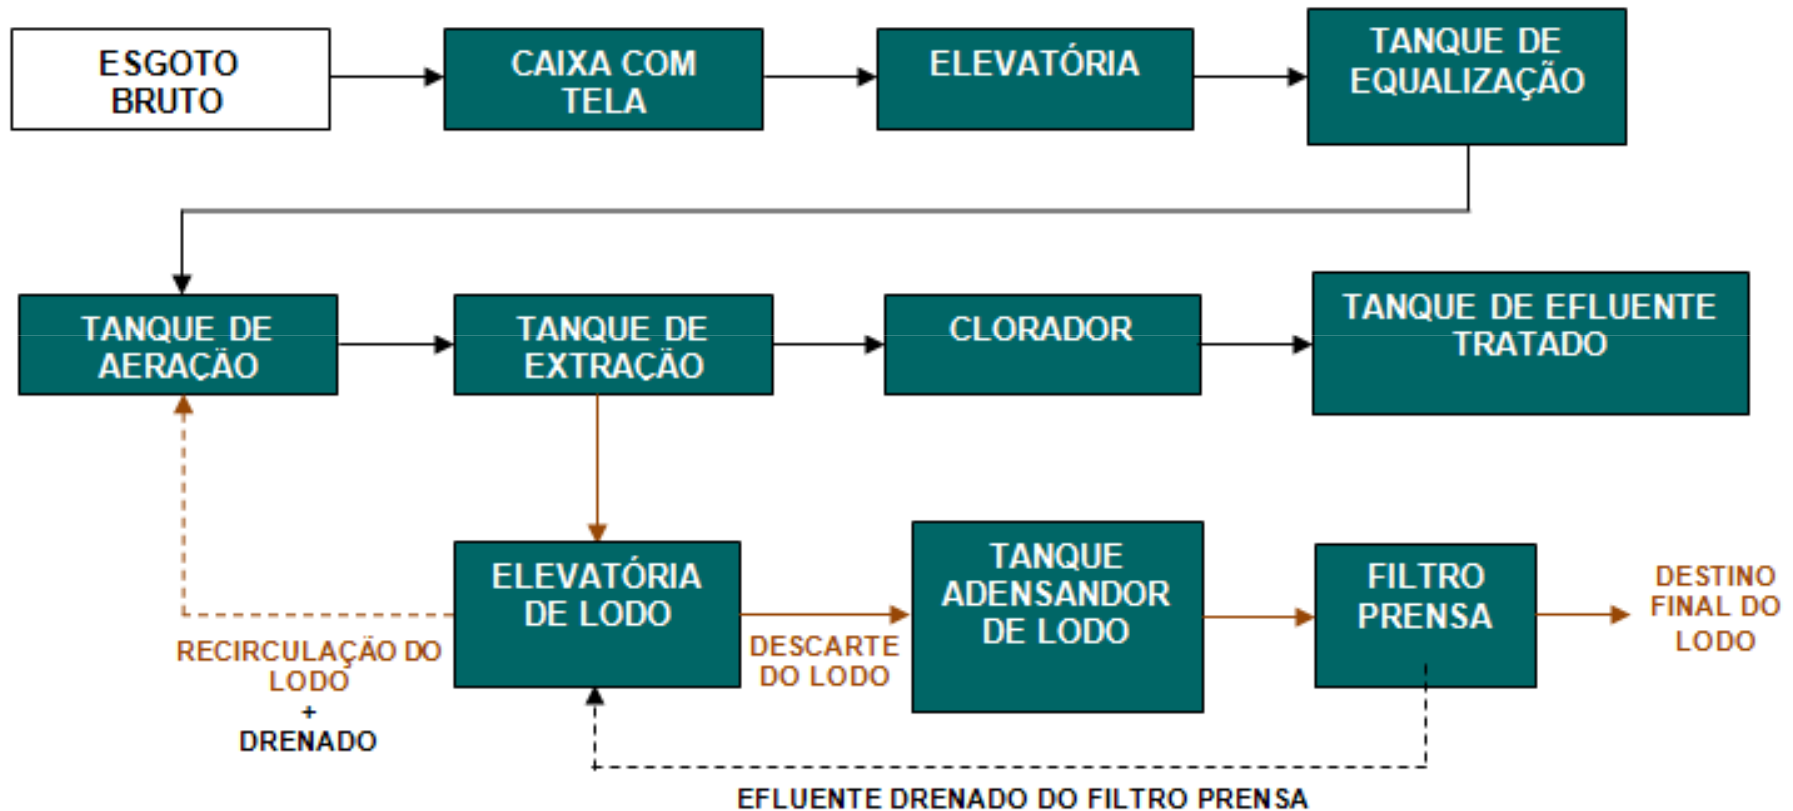 ESGOTO
BRUTO
CAIXA COM
TELA
ELEVATÓRIA
TANQUE DE
EQUALIZAÇÃO
TANQUE DE
AERAÇÃO
TANQUE DE
EXTRAÇÃO
CLORADOR
TANQUE DE EFLUENTE
TRATADO
ELEVATÓRIA
DE LODO
TANQUE
ADENSANDOR
DE LODO
FILTRO
PRENSA
DESTINO
FINAL DO
LODO
RECIRCULAÇÃO DO
LODO
+
DRENADO
DESCARTE
DO LODO
EFLUENTE DRENADO DO FILTRO PRENSA